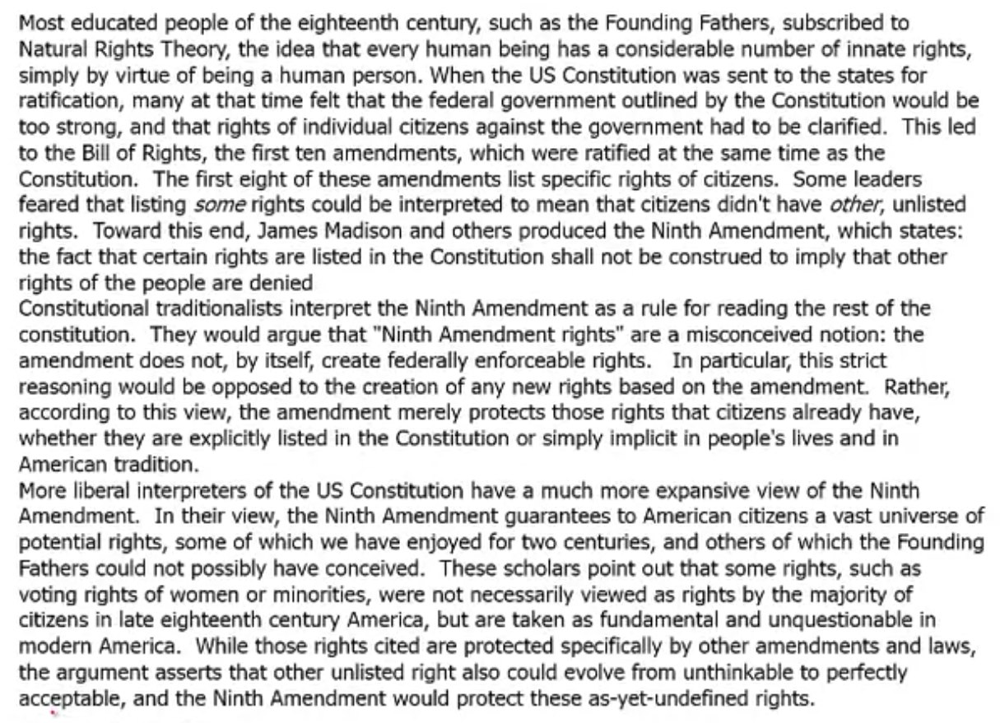 Most educated people of the eighteenth century, such as the Founding Fathers, subscribed to
Natural Rights Theory, the idea that every human being has a considerable number of innate rights,
simply by virtue of being a human person. When the US Constitution was sent to the states for
ratification, many at that time felt that the federal government outlined by the Constitution would be
too strong, and that rights of individual citizens against the government had to be clarified.  This led
to the Bill of Rights, the first ten amendments, which were ratified at the same time as the
Constitution.  The first eight of these amendments list specific rights of citizens.  Some leaders
feared that listing some rights could be interpreted to mean that citizens didn't have other, unlisted
rights.  Toward this end, James Madison and others produced the Ninth Amendment, which states:
the fact that certain rights are listed in the Constitution shall not be construed to imply that other
rights of the people are denied
Constitutional traditionalists interpret the Ninth Amendment as a rule for reading the rest of the
constitution.  They would argue that "Ninth Amendment rights" are a misconceived notion: the
amendment does not, by itself, create federally enforceable rights.   In particular, this strict
reasoning would be opposed to the creation of any new rights based on the amendment.  Rather,
according to this view, the amendment merely protects those rights that citizens already have,
whether they are explicitly listed in the Constitution or simply implicit in people's lives and in
American tradition.
More liberal interpreters of the US Constitution have a much more expansive view of the Ninth
Amendment.  In their view, the Ninth Amendment guarantees to American citizens a vast universe of
potential rights, some of which we have enjoyed for two centuries, and others of which the Founding
Fathers could not possibly have conceived.  These scholars point out that some rights, such as
voting rights of women or minorities, were not necessarily viewed as rights by the majority of
citizens in late eighteenth century America, but are taken as fundamental and unquestionable in
modern America.  While those rights cited are protected specifically by other amendments and laws,
the argument asserts that other unlisted right also could evolve from unthinkable to perfectly
acceptable, and the Ninth Amendment would protect these as-yet-undefined rights.